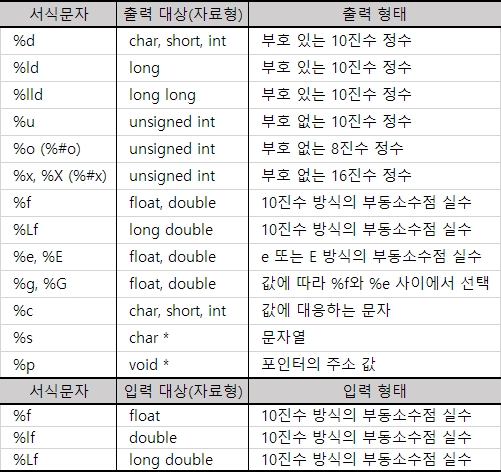 서식문자 출력 대상(자료형) 출력 형태
%d char, short, int 부호 있는 10진수 정수
%ld long 부호 있는 10진수 정수
%lld long long 부호 있는 10진수 정수
%u unsigned int 부호 없는 10진수 정수
%o (%#o) unsigned int 부호 없는 8진수 정수
%x, %X (%#x) unsigned int 부호 없는 16진수 정수
%f float, double 10진수 방식의 부동소수점 실수
%Lf long double 10진수 방식의 부동소수점 실수
%e, %E float, double e 또는 E 방식의 부동소수점 실수
%g, %G float, double 값에 따라 %f와 %e 사이에서 선택
%c char, short, int 값에 대응하는 문자
%s char * 문자열
%p void * 포인터의 주소 값
서식문자 입력 대상(자료형) 입력 형태
%f float 10진수 방식의 부동소수점 실수
%lf double 10진수 방식의 부동소수점 실수
%Lf long double 10진수 방식의 부동소수점 실수